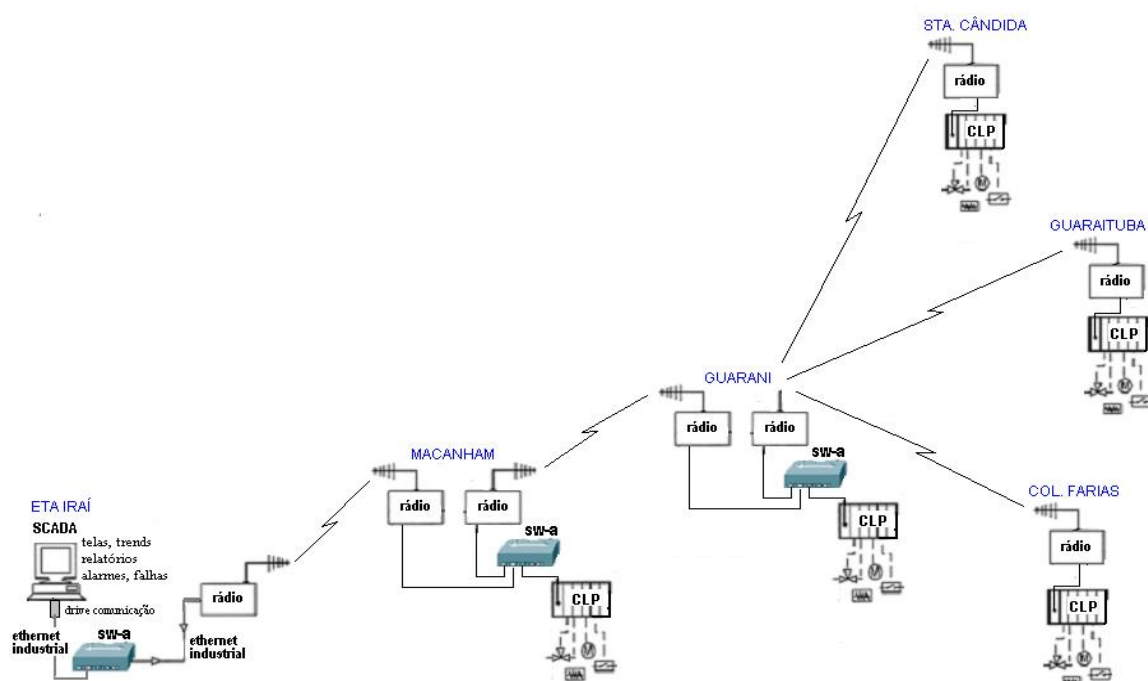 STA. CÂNDIDA
rádio
CLP
M
GUARAITUBA
rádio
CLP
M
GUARANI
rádio
rádio
sw-a
CLP
M
MACANHAM
rádio
rádio
sw-a
CLP
M
COL. FARIAS
rádio
CLP
M
ETA IRAÍ
SCADA
telas, trends
relatórios
alarmes, falhas
drive comunicação
rádio
ethernet
industrial
sw-a
ethernet
industrial